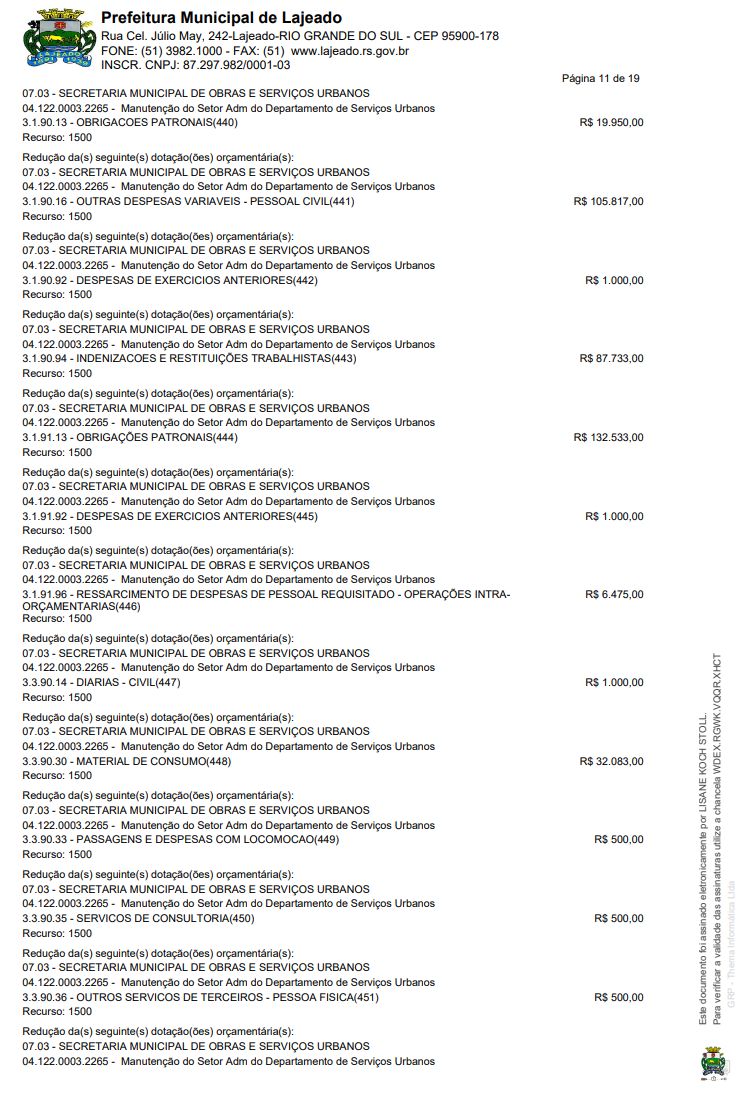 Prefeitura Municipal de Lajeado
Rua Cel. Júlio May, 242-Lajeado-RIO GRANDE DO SUL - CEP 95900-178
FONE: (51) 3982.1000 - FAX: (51)  www.lajeado.rs.gov.br
INSCR. CNPJ: 87.297.982/0001-03
Página 11 de 19
07.03 - SECRETARIA MUNICIPAL DE OBRAS E SERVIÇOS URBANOS
04.122.0003.2265 -  Manutenção do Setor Adm do Departamento de Serviços Urbanos
3.1.90.13 - OBRIGACOES PATRONAIS(440) R$ 19.950,00
Recurso: 1500
Redução da(s) seguinte(s) dotação(ões) orçamentária(s):
07.03 - SECRETARIA MUNICIPAL DE OBRAS E SERVIÇOS URBANOS
04.122.0003.2265 -  Manutenção do Setor Adm do Departamento de Serviços Urbanos
3.1.90.16 - OUTRAS DESPESAS VARIAVEIS - PESSOAL CIVIL(441) R$ 105.817,00
Recurso: 1500
Redução da(s) seguinte(s) dotação(ões) orçamentária(s):
07.03 - SECRETARIA MUNICIPAL DE OBRAS E SERVIÇOS URBANOS
04.122.0003.2265 -  Manutenção do Setor Adm do Departamento de Serviços Urbanos
3.1.90.92 - DESPESAS DE EXERCICIOS ANTERIORES(442) R$ 1.000,00
Recurso: 1500
Redução da(s) seguinte(s) dotação(ões) orçamentária(s):
07.03 - SECRETARIA MUNICIPAL DE OBRAS E SERVIÇOS URBANOS
04.122.0003.2265 -  Manutenção do Setor Adm do Departamento de Serviços Urbanos
3.1.90.94 - INDENIZACOES E RESTITUIÇÕES TRABALHISTAS(443) R$ 87.733,00
Recurso: 1500
Redução da(s) seguinte(s) dotação(ões) orçamentária(s):
07.03 - SECRETARIA MUNICIPAL DE OBRAS E SERVIÇOS URBANOS
04.122.0003.2265 -  Manutenção do Setor Adm do Departamento de Serviços Urbanos
3.1.91.13 - OBRIGAÇÕES PATRONAIS(444) R$ 132.533,00
Recurso: 1500
Redução da(s) seguinte(s) dotação(ões) orçamentária(s):
07.03 - SECRETARIA MUNICIPAL DE OBRAS E SERVIÇOS URBANOS
04.122.0003.2265 -  Manutenção do Setor Adm do Departamento de Serviços Urbanos
3.1.91.92 - DESPESAS DE EXERCICIOS ANTERIORES(445) R$ 1.000,00
Recurso: 1500
Redução da(s) seguinte(s) dotação(ões) orçamentária(s):
07.03 - SECRETARIA MUNICIPAL DE OBRAS E SERVIÇOS URBANOS
04.122.0003.2265 -  Manutenção do Setor Adm do Departamento de Serviços Urbanos
3.1.91.96 - RESSARCIMENTO DE DESPESAS DE PESSOAL REQUISITADO - OPERAÇÕES INTRA- R$ 6.475,00
ORÇAMENTARIAS(446)
Recurso: 1500
Redução da(s) seguinte(s) dotação(ões) orçamentária(s):
07.03 - SECRETARIA MUNICIPAL DE OBRAS E SERVIÇOS URBANOS
04.122.0003.2265 -  Manutenção do Setor Adm do Departamento de Serviços Urbanos
3.3.90.14 - DIARIAS - CIVIL(447) R$ 1.000,00
Recurso: 1500
Redução da(s) seguinte(s) dotação(ões) orçamentária(s):
07.03 - SECRETARIA MUNICIPAL DE OBRAS E SERVIÇOS URBANOS
04.122.0003.2265 -  Manutenção do Setor Adm do Departamento de Serviços Urbanos
3.3.90.30 - MATERIAL DE CONSUMO(448) R$ 32.083,00
Recurso: 1500
Redução da(s) seguinte(s) dotação(ões) orçamentária(s):
07.03 - SECRETARIA MUNICIPAL DE OBRAS E SERVIÇOS URBANOS
04.122.0003.2265 -  Manutenção do Setor Adm do Departamento de Serviços Urbanos
3.3.90.33 - PASSAGENS E DESPESAS COM LOCOMOCAO(449) R$ 500,00
Recurso: 1500
Redução da(s) seguinte(s) dotação(ões) orçamentária(s):
07.03 - SECRETARIA MUNICIPAL DE OBRAS E SERVIÇOS URBANOS
04.122.0003.2265 -  Manutenção do Setor Adm do Departamento de Serviços Urbanos
3.3.90.35 - SERVICOS DE CONSULTORIA(450) R$ 500,00
Recurso: 1500
Redução da(s) seguinte(s) dotação(ões) orçamentária(s):
07.03 - SECRETARIA MUNICIPAL DE OBRAS E SERVIÇOS URBANOS
04.122.0003.2265 -  Manutenção do Setor Adm do Departamento de Serviços Urbanos
3.3.90.36 - OUTROS SERVICOS DE TERCEIROS - PESSOA FISICA(451) R$ 500,00
Recurso: 1500
Redução da(s) seguinte(s) dotação(ões) orçamentária(s):
07.03 - SECRETARIA MUNICIPAL DE OBRAS E SERVIÇOS URBANOS
04.122.0003.2265 -  Manutenção do Setor Adm do Departamento de Serviços Urbanos
Este documento foi assinado eletronicamente por LISANE KOCH STOLL.
Para verificar a validade das assinaturas utilize a chancela WDEX.RGWK.VQQR.XHCT
GRP - Thema Informática Ltda